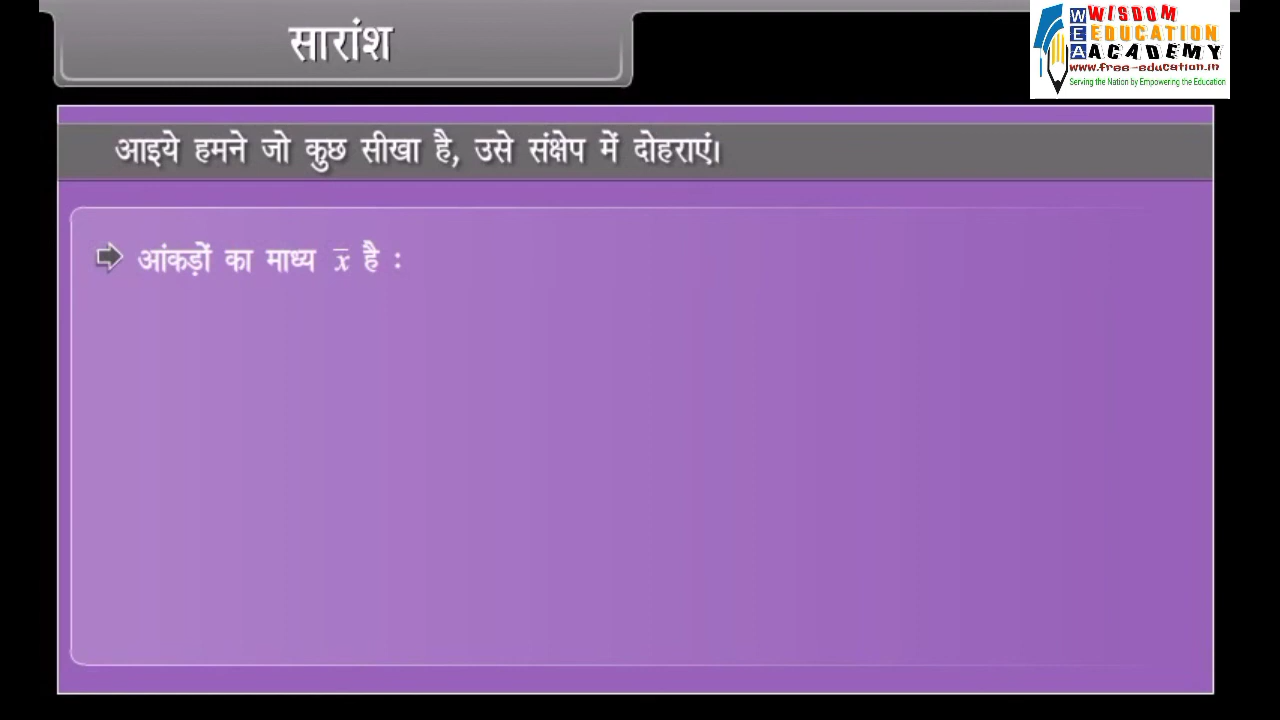 सारांश
WISDOM
EDUCATION
ACADEMY
WEA
www.free-education.in
Serving the Nation by Empowering the Education
आइये हमने जो कुछ सीखा है, उसे संक्षेप में दोहराएं।
आंकड़ों का माध्य x̄ है :